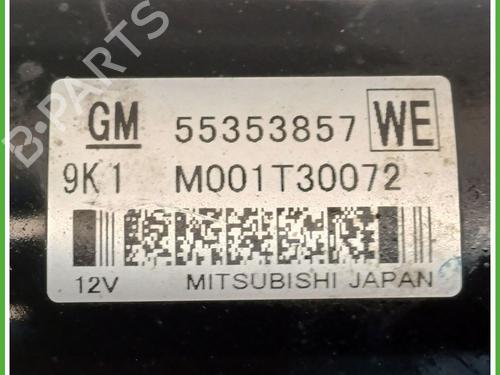 GM 55353857 WE
9K1 M001T30072
12V MITSUBISHI JAPAN
B-PARTS